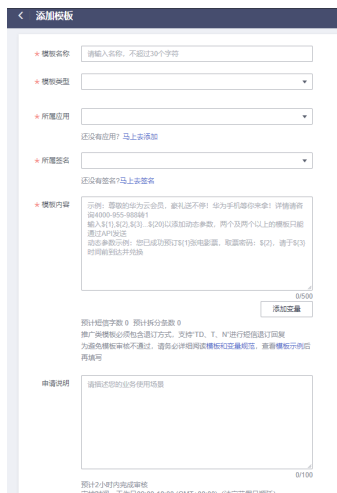 添加模板
* 模板名称 请输入名称，不超过30个字符
* 模板类型
* 所属应用
还没有应用？马上去添加
* 所属签名
还没有签名?马上去签名
* 模板内容
示例：尊敬的华为云会员，豪礼送不停！华为手机等你来拿！详情请咨
询4000-955-988转1
输入${1},${2},${3}...${20}以添加动态参数，两个及两个以上的模板只能
通过API发送
动态参数示例：您已成功预订${1}张电影票，取票密码：${2}，请于${3}
时间前到达并兑换
0/500
添加变量
预计短信字数 0 预计拆分条数 0
推广类模板必须包含退订方式，支持“TD、T、N”进行短信退订回复
为避免模板审核不通过，请务必详细阅读模板和变量规范，查看模板示例后
再填写
申请说明 请描述您的业务使用场景
0/100
预计2小时内完成审核